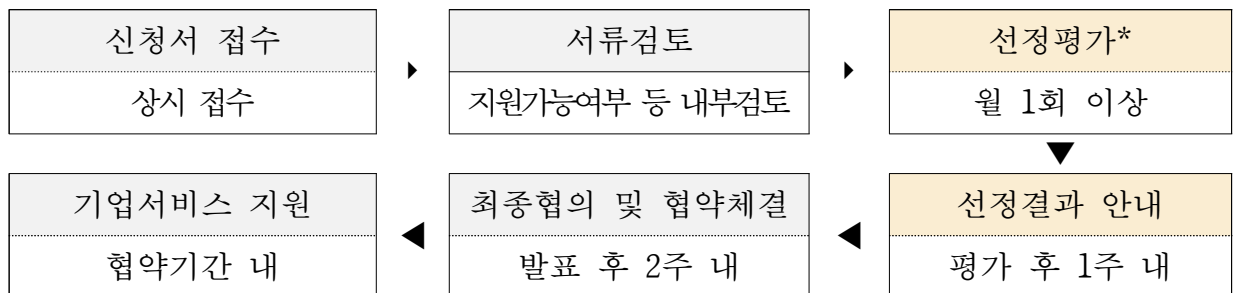 신청서 접수
상시 접수
서류검토
지원가능여부 등 내부검토
선정평가*
월 1회 이상
선정결과 안내
평가 후 1주 내
최종협의 및 협약체결
발표 후 2주 내
기업서비스 지원
협약기간 내